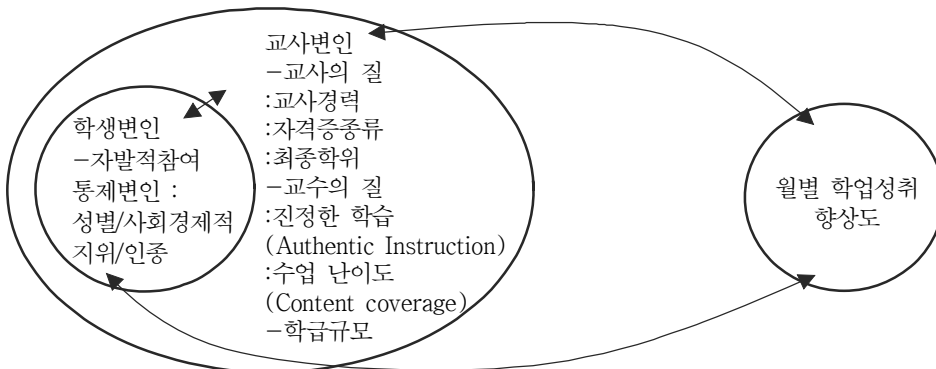 교사변인
－교사의 질
:교사경력
:자격증종류
:최종학위
－교수의 질
:진정한 학습
(Authentic Instruction)
:수업 난이도
(Content coverage)
－학급규모
학생변인
－자발적참여
통제변인 :
성별/사회경제적
지위/인종
월별 학업성취
향상도